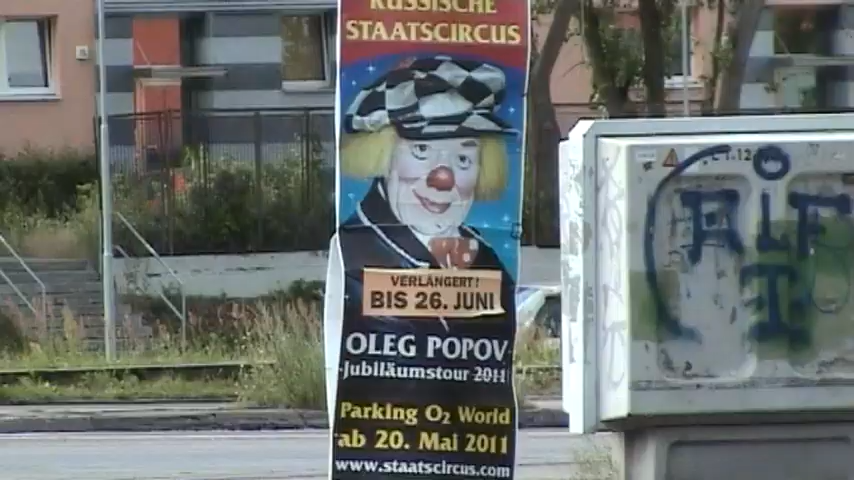 RUSSISCHE
STAATSCIRCUS
VERLÄNGERT!
BIS 26. JUNI
OLEG POPOV
-Jubiläumstour 2011
Parking O2 World
ab 20. Mai 2011
www.staatscircus.com